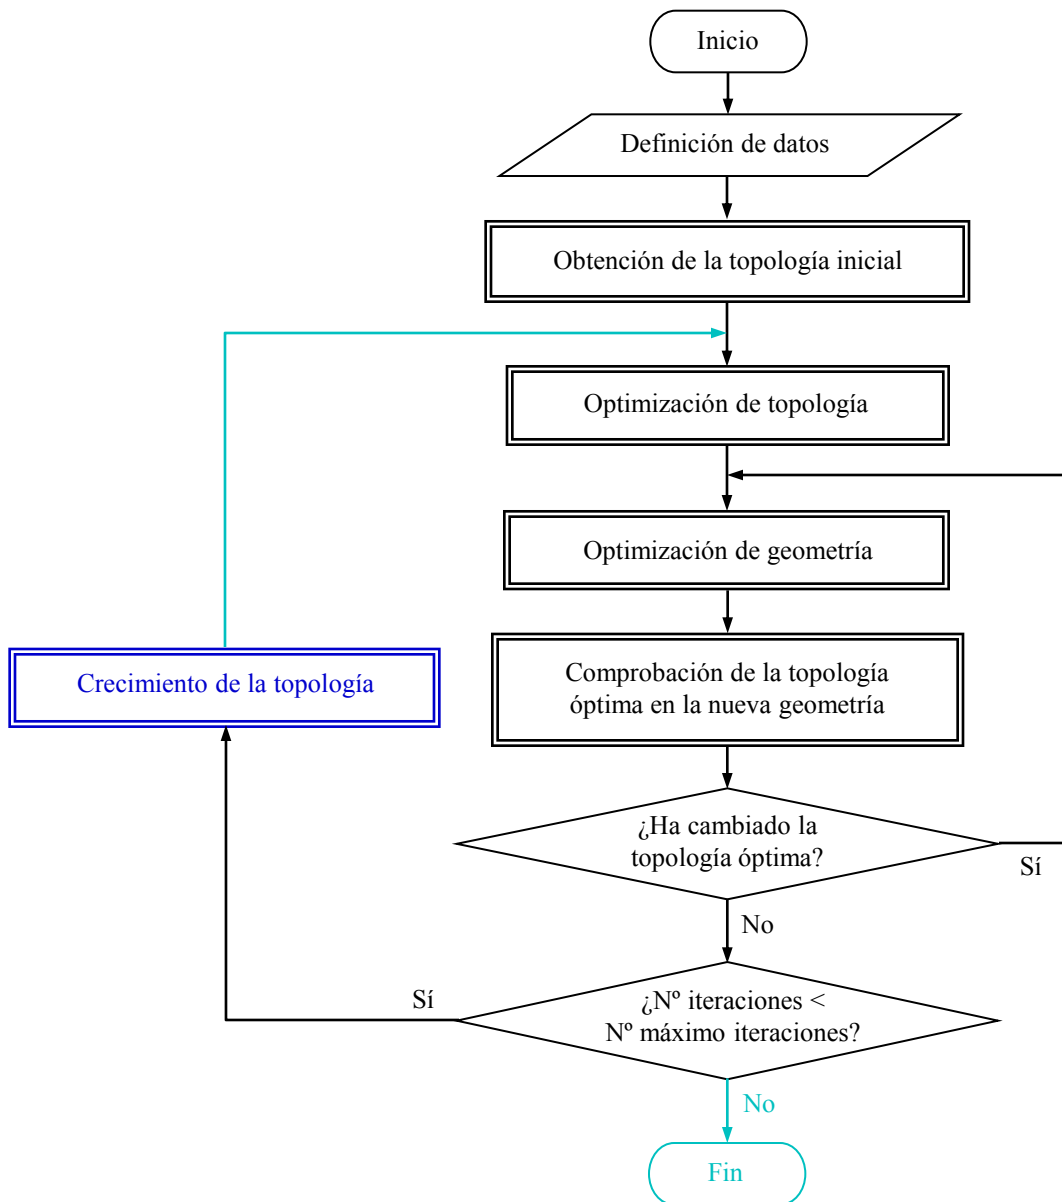 Inicio
Definición de datos
Obtención de la topología inicial
Optimización de topología
Optimización de geometría
Crecimiento de la topología
Comprobación de la topología
óptima en la nueva geometría
¿Ha cambiado la
topología óptima?
Sí
No
Sí
¿Nº iteraciones <
Nº máximo iteraciones?
No
Fin